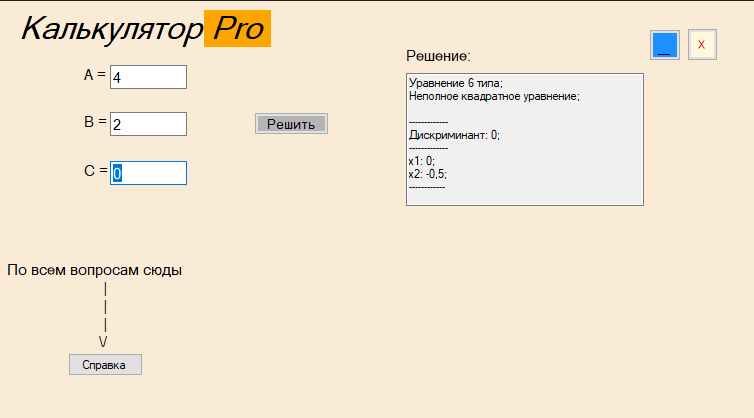 Калькулятор Pro
_
x
Решение:
A = 4
B = 2
C = 0
Решить
Уравнение 6 типа;
Неполное квадратное уравнение;
-------------
Дискриминант: 0;
-------------
x1: 0;
x2: -0,5;
------------
По всем вопросам сюды
|
|
|
\/
Справка